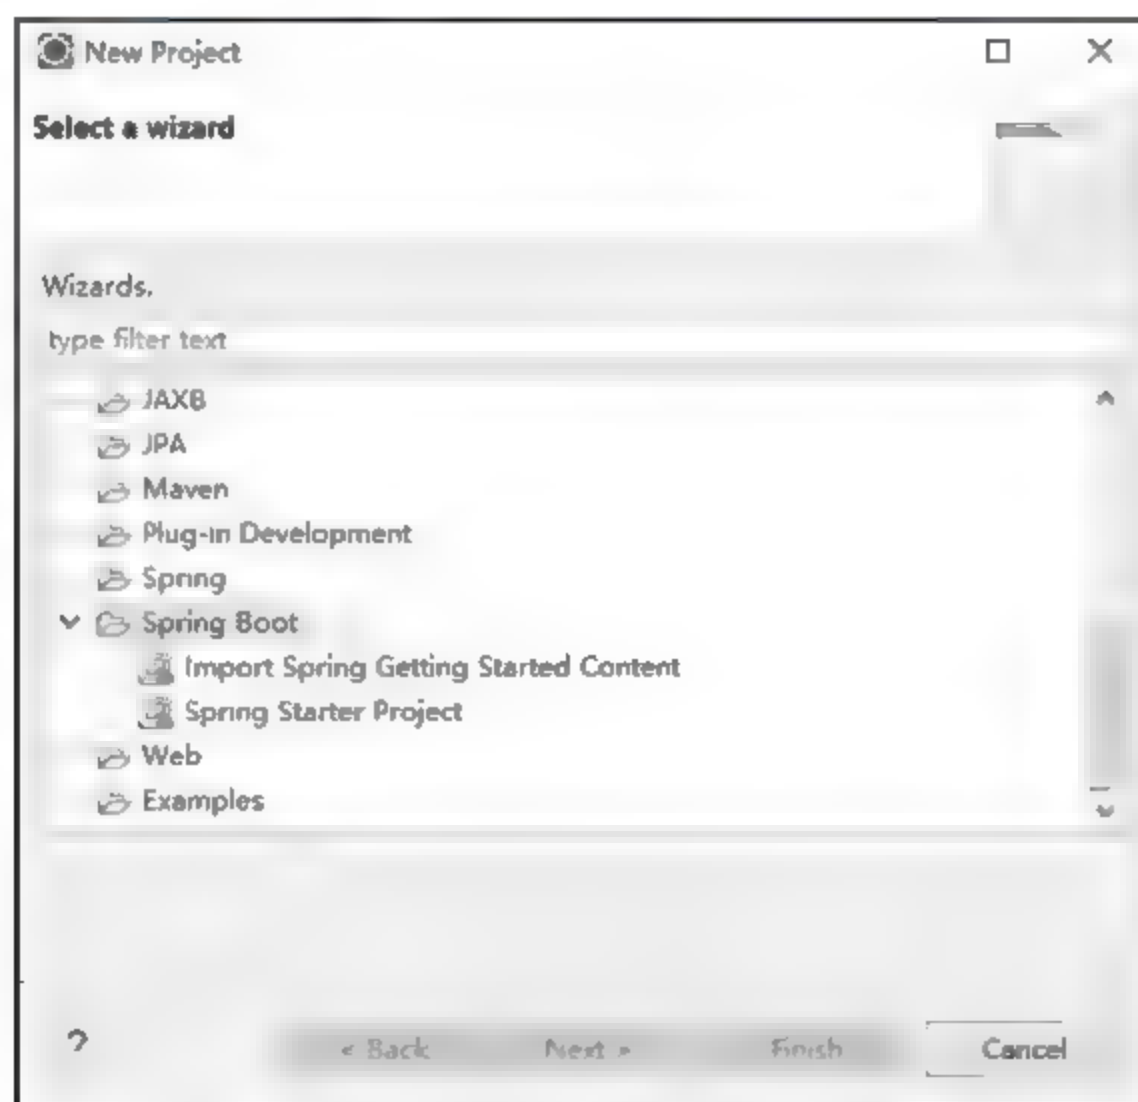 New Project
Select a wizard
Wizards.
type filter text
JAXB
JPA
Maven
Plug-in Development
Spring
Spring Boot
Import Spring Getting Started Content
Spring Starter Project
Web
Examples
? < Back Next > Finish Cancel